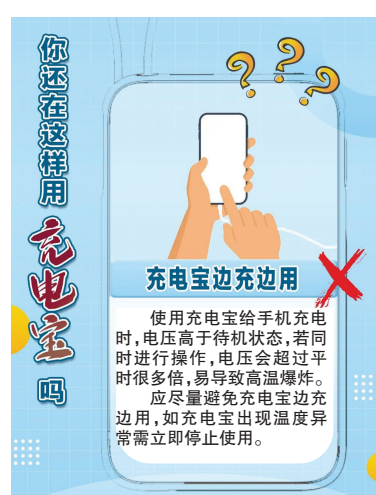 你还在这样用
充电宝
吗
???
充电宝边充边用
使用充电宝给手机充电
时,电压高于待机状态,若同
时进行操作,电压会超过平
时很多倍,易导致高温爆炸。
应尽量避免充电宝边充
边用,如充电宝出现温度异
常需立即停止使用。